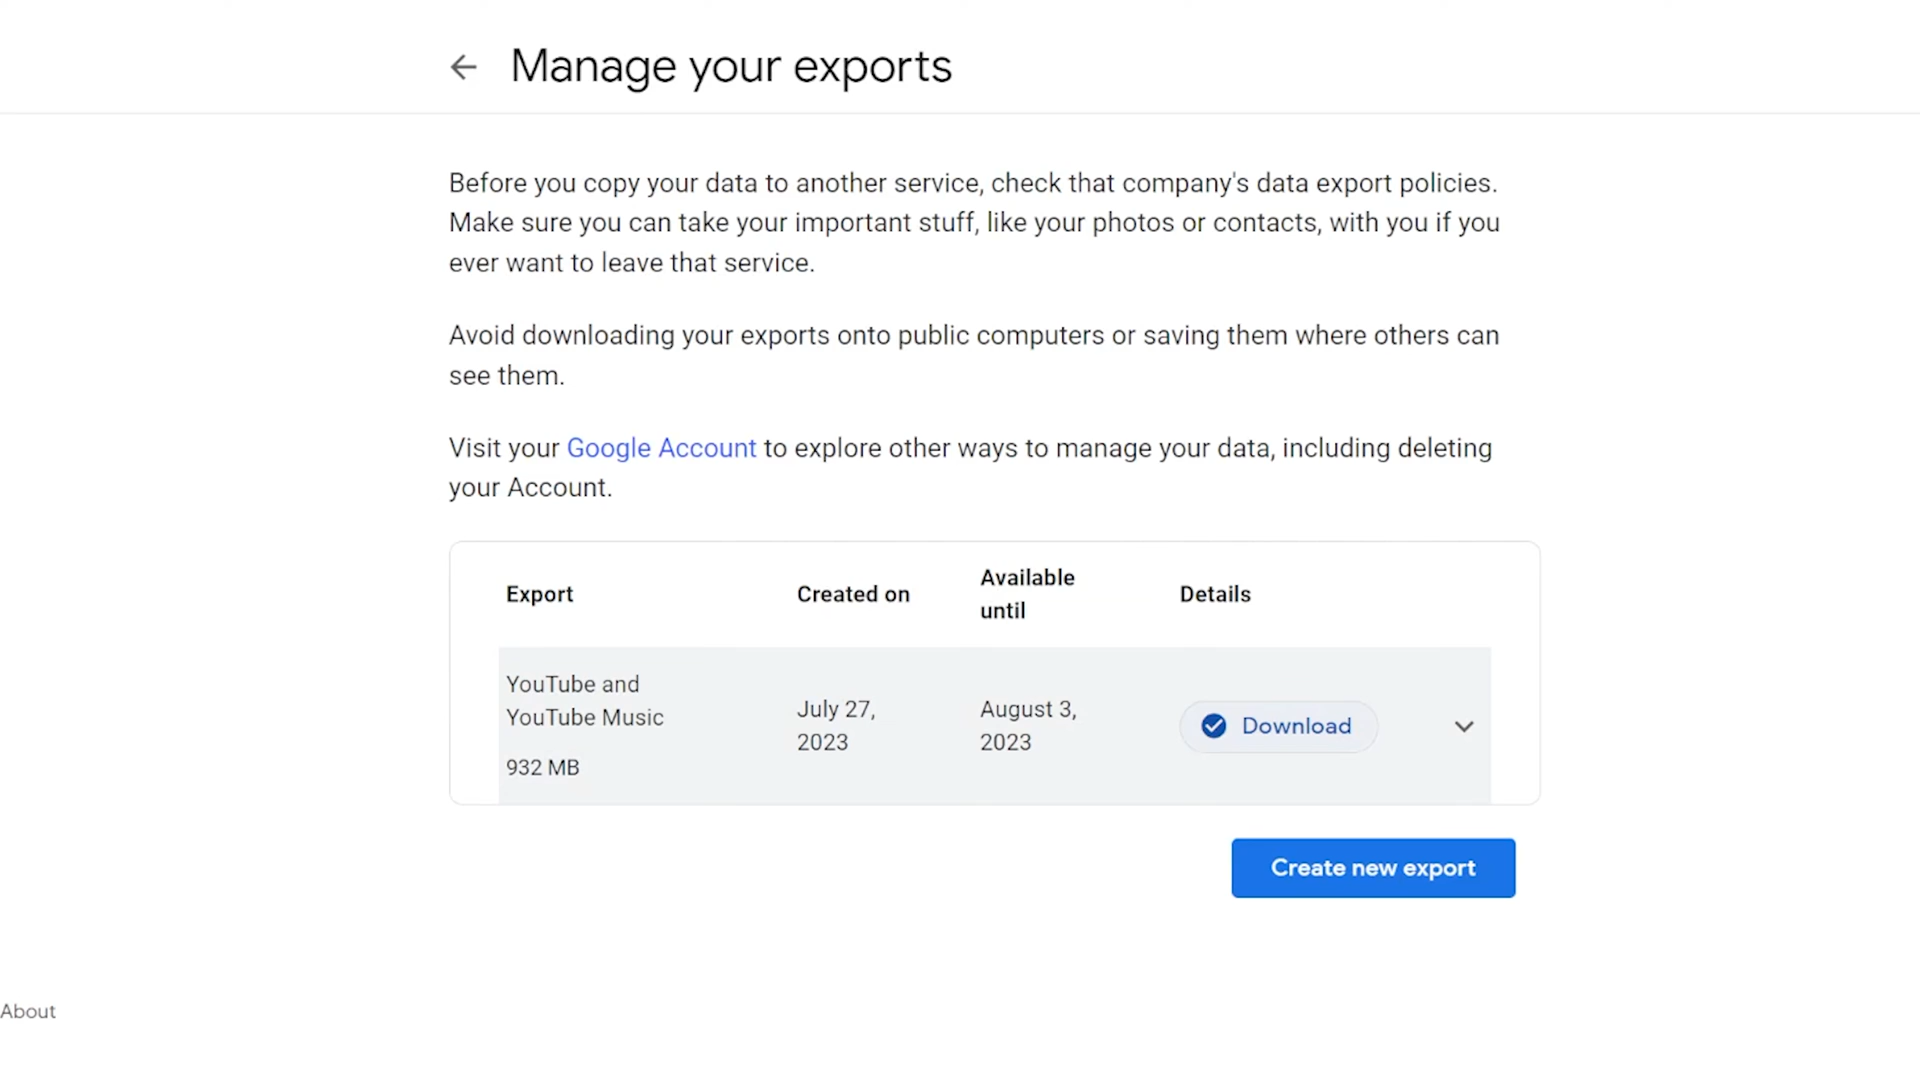 Manage your exports
Before you copy your data to another service, check that company's data export policies.
Make sure you can take your important stuff, like your photos or contacts, with you if you
ever want to leave that service.
Avoid downloading your exports onto public computers or saving them where others can
see them.
Visit your Google Account to explore other ways to manage your data, including deleting
your Account.
Export
Created on
Available
until
Details
YouTube and
YouTube Music
932 MB
July 27,
2023
August 3,
2023
Download
Create new export
About